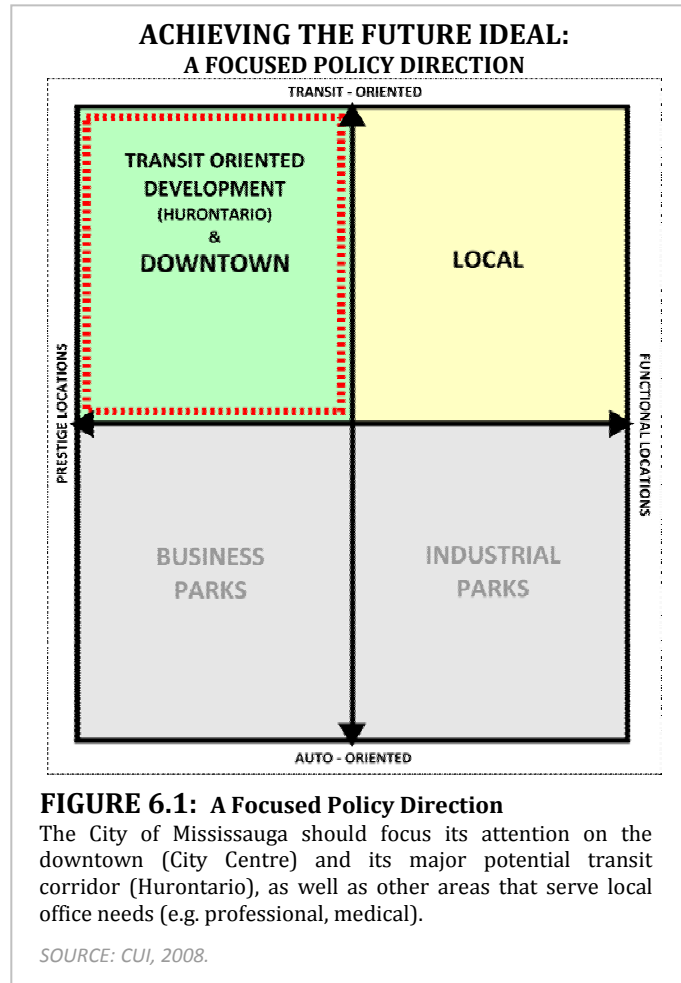 ACHIEVING THE FUTURE IDEAL:
A FOCUSED POLICY DIRECTION
TRANSIT - ORIENTED
TRANSIT ORIENTED
DEVELOPMENT
(HURONTARIO)
&
DOWNTOWN
LOCAL
PRESTIGE LOCATIONS
FUNCTIONAL LOCATIONS
BUSINESS
PARKS
INDUSTRIAL
PARKS
AUTO - ORIENTED
FIGURE 6.1: A Focused Policy Direction
The City of Mississauga should focus its attention on the
downtown (City Centre) and its major potential transit
corridor (Hurontario), as well as other areas that serve local
office needs (e.g. professional, medical).
SOURCE: CUI, 2008.